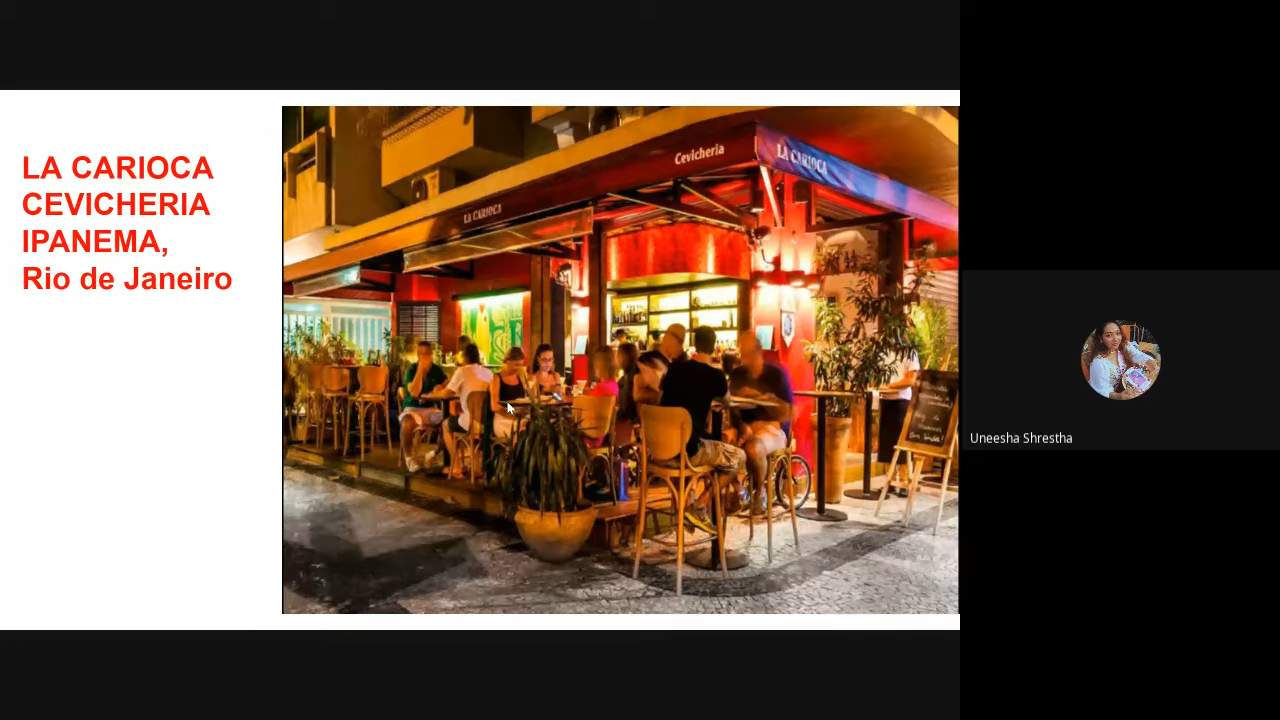 LA CARIOCA
CEVICHERIA
IPANEMA,
Rio de Janeiro
Cevicheria
LA CARIOCA
LA CARIOCA
Uneesha Shrestha